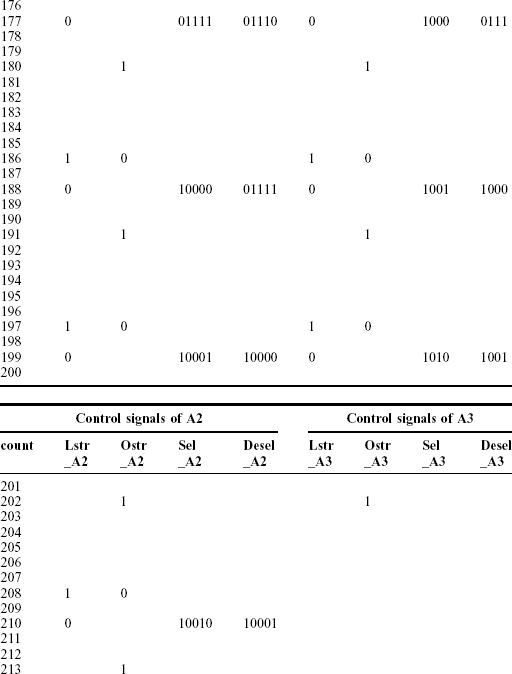 176
177 0 01111 01110 0 1000 0111
178
179
180 1 1
181
182
183
184
185
186 1 0 1 0
187
188 0 10000 01111 0 1001 1000
189
190
191 1 1
192
193
194
195
196
197 1 0 1 0
198
199 0 10001 10000 0 1010 1001
200
Control signals of A2 Control signals of A3
count Lstr Ostr Sel Desel Lstr Ostr Sel Desel
_A2 _A2 _A2 _A2 _A3 _A3 _A3 _A3
201
202 1 1
203
204
205
206
207
208 1 0
209
210 0 10010 10001
211
212
213 1